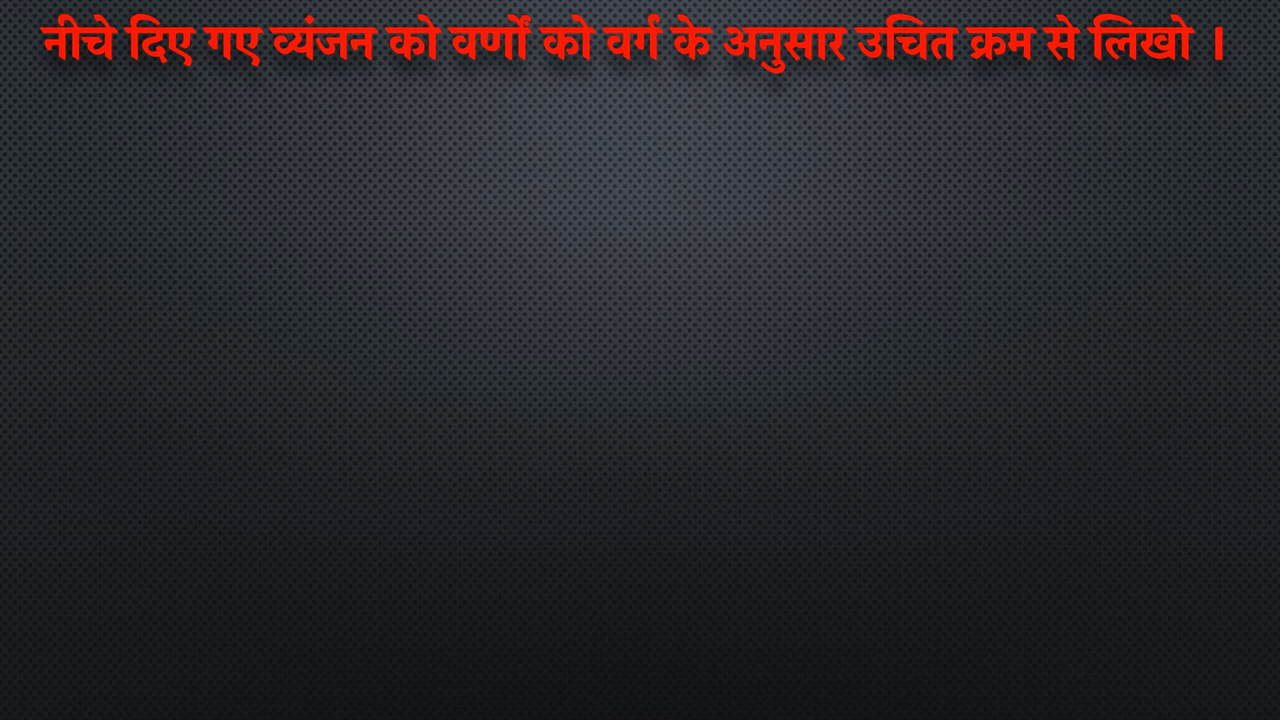 नीचे दिए गए व्यंजन को वर्णों को वर्ग के अनुसार उचित क्रम से लिखो ।